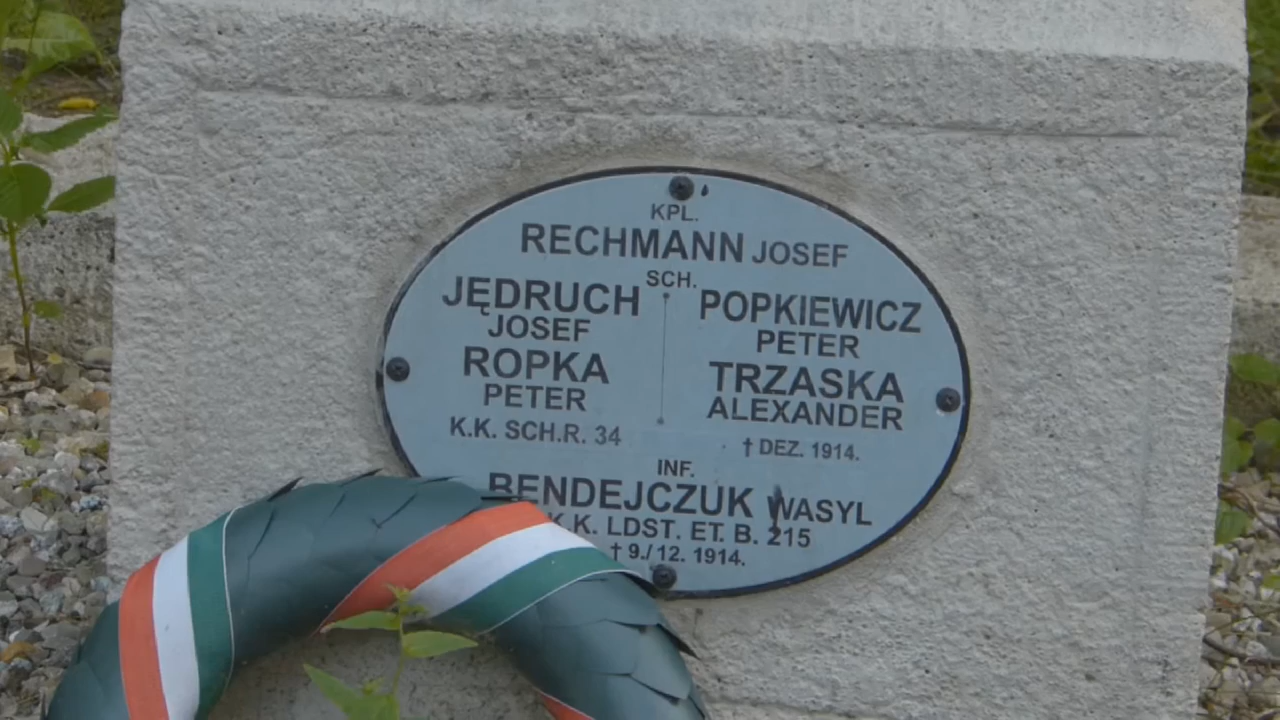 KPL.
RECHMANN JOSEF
SCH.
JĘDRUCH
JOSEF
ROPKA
PETER
K.K. SCH.R. 34
POPKIEWICZ
PETER
TRZASKA
ALEXANDER
† DEZ. 1914.
INF.
BENDEJCZUK WASYL
K.K. LDST. ET. B. 215
† 9./12. 1914.